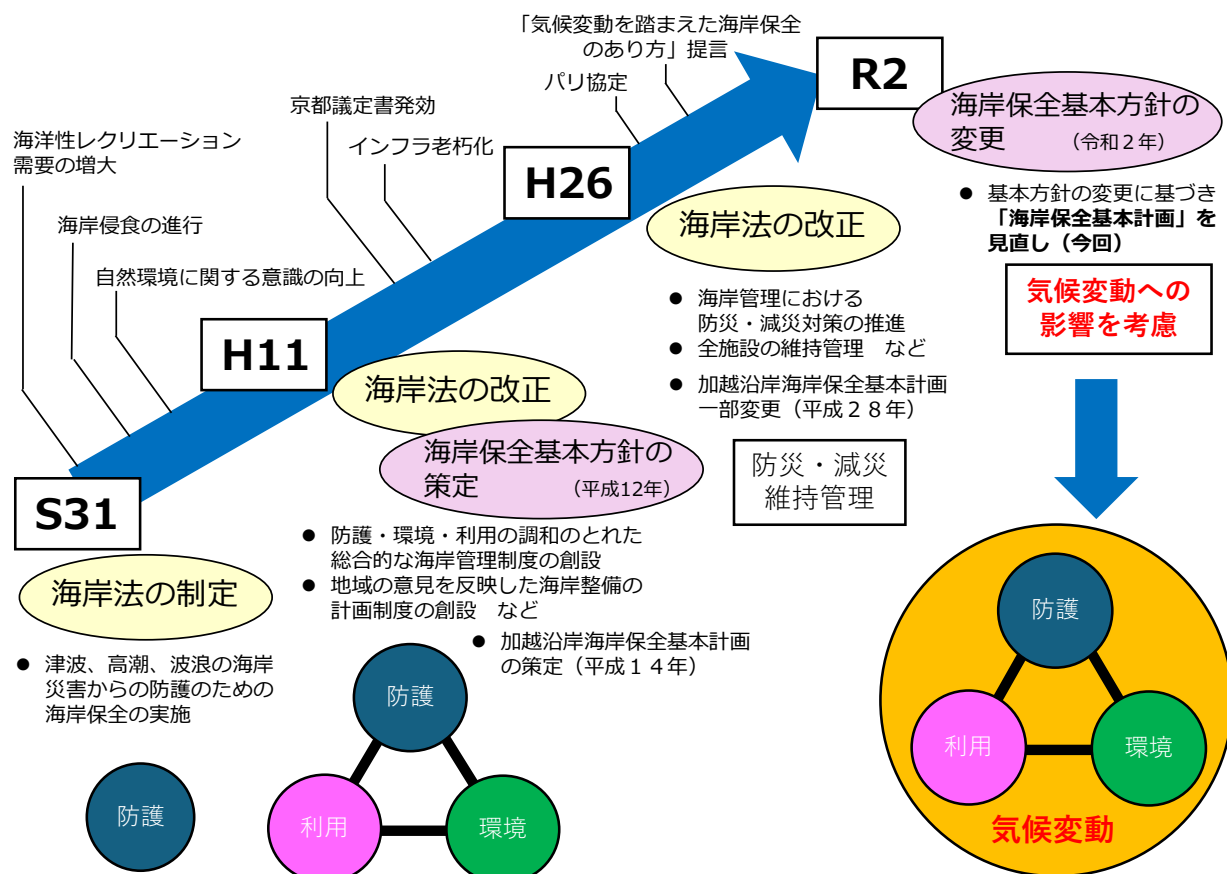 「気候変動を踏まえた海岸保全
のあり方」提言
パリ協定
京都議定書発効
インフラ老朽化
海洋性レクリエーション
需要の増大
海岸侵食の進行
自然環境に関する意識の向上
S31
海岸法の制定
● 津波、高潮、波浪の海岸
災害からの防護のための
海岸保全の実施
防護
H11
海岸法の改正
海岸保全基本方針の
策定 （平成12年）
● 防護・環境・利用の調和のとれた
総合的な海岸管理制度の創設
● 地域の意見を反映した海岸整備の
計画制度の創設 など
● 加越沿岸海岸保全基本計画
の策定（平成１４年）
防護
利用
環境
H26
海岸法の改正
● 海岸管理における
防災・減災対策の推進
● 全施設の維持管理 など
● 加越沿岸海岸保全基本計画
一部変更（平成２８年）
防災・減災
維持管理
R2
海岸保全基本方針の
変更 （令和２年）
● 基本方針の変更に基づき
「海岸保全基本計画」を
見直し（今回）
気候変動への
影響を考慮
防護
利用
環境
気候変動